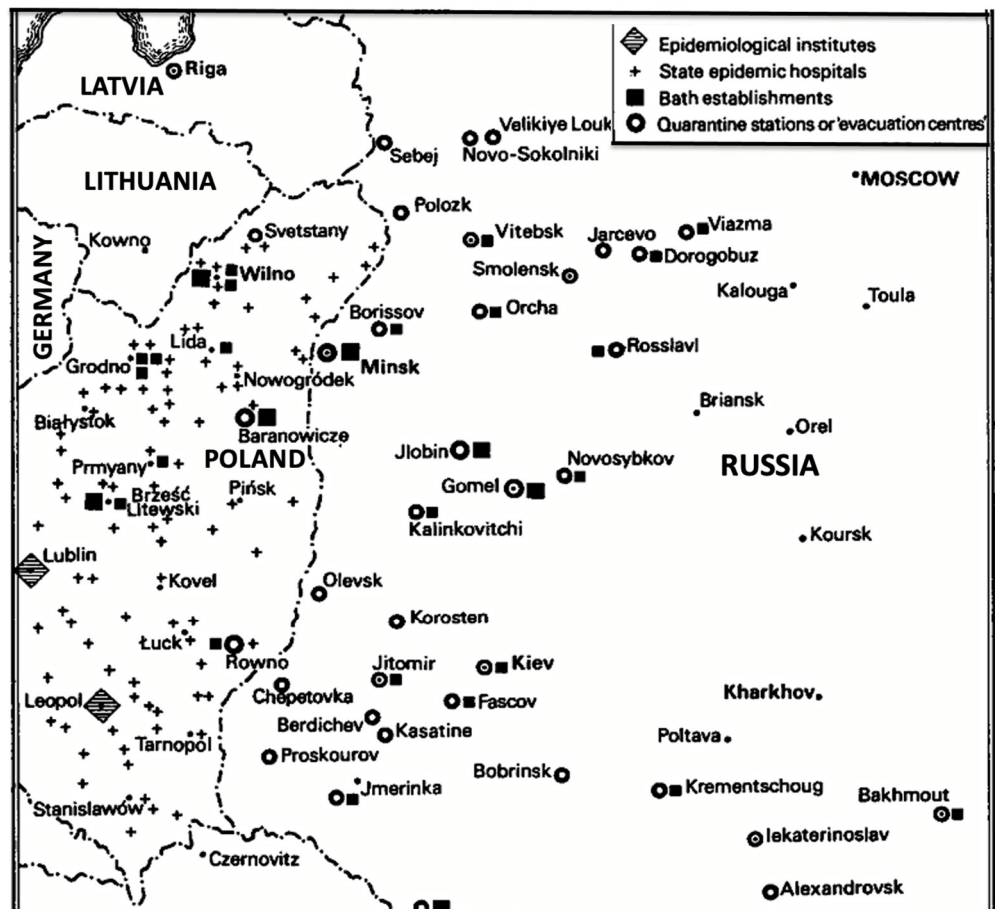 Epidemiological institutes
State epidemic hospitals
Bath establishments
Quarantine stations or 'evacuation centres'
LATVIA
Riga
Velikiye Louk
Sebej
Novo-Sokolniki
MOSCOW
LITHUANIA
Polozk
GERMANY
Kowno
Svetstany
Vitebsk
Jarcevo
Viazma
Dorogobuz
Wilno
Smolensk
Kalouga
Toula
Borissov
Orcha
Lida
Grodno
Minsk
Rosslavl
Nowogródek
Białystok
Briansk
Orel
Baranowicze
POLAND
Jlobin
Novosybkov
RUSSIA
Prmyany
Gomel
Brześć
Litewski
Pińsk
Kalinkovitchi
Koursk
Lublin
Kovel
Olevsk
Korosten
Łuck
Rowno
Jitomir
Kiev
Chepetovka
Leopol
Fascov
Kharkhov
Berdichev
Kasatine
Tarnopól
Poltava
Proskourov
Bobrinsk
Jmerinka
Krementschoug
Bakhmout
Stanisławów
Iekaterinoslav
Czernovitz
Alexandrovsk